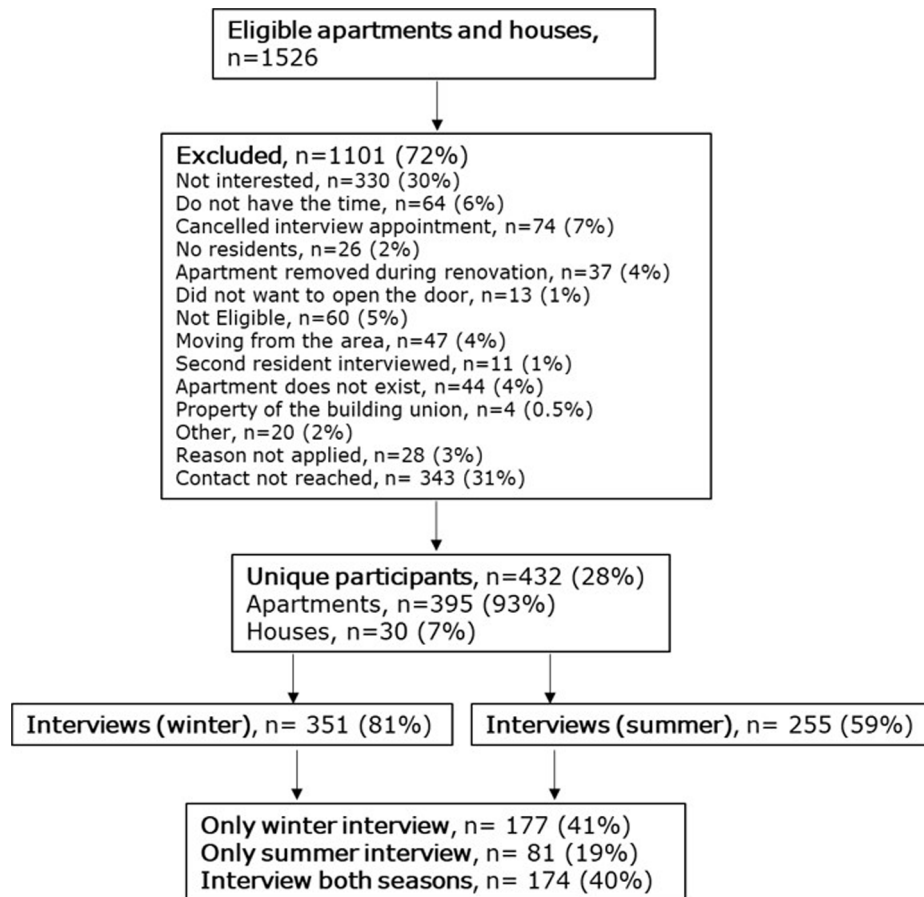 Eligible apartments and houses,
n=1526
Excluded, n=1101 (72%)
Not interested, n=330 (30%)
Do not have the time, n=64 (6%)
Cancelled interview appointment, n=74 (7%)
No residents, n=26 (2%)
Apartment removed during renovation, n=37 (4%)
Did not want to open the door, n=13 (1%)
Not Eligible, n=60 (5%)
Moving from the area, n=47 (4%)
Second resident interviewed, n=11 (1%)
Apartment does not exist, n=44 (4%)
Property of the building union, n=4 (0.5%)
Other, n=20 (2%)
Reason not applied, n=28 (3%)
Contact not reached, n= 343 (31%)
Unique participants, n=432 (28%)
Apartments, n=395 (93%)
Houses, n=30 (7%)
Interviews (winter), n= 351 (81%)
Interviews (summer), n= 255 (59%)
Only winter interview, n= 177 (41%)
Only summer interview, n= 81 (19%)
Interview both seasons, n= 174 (40%)